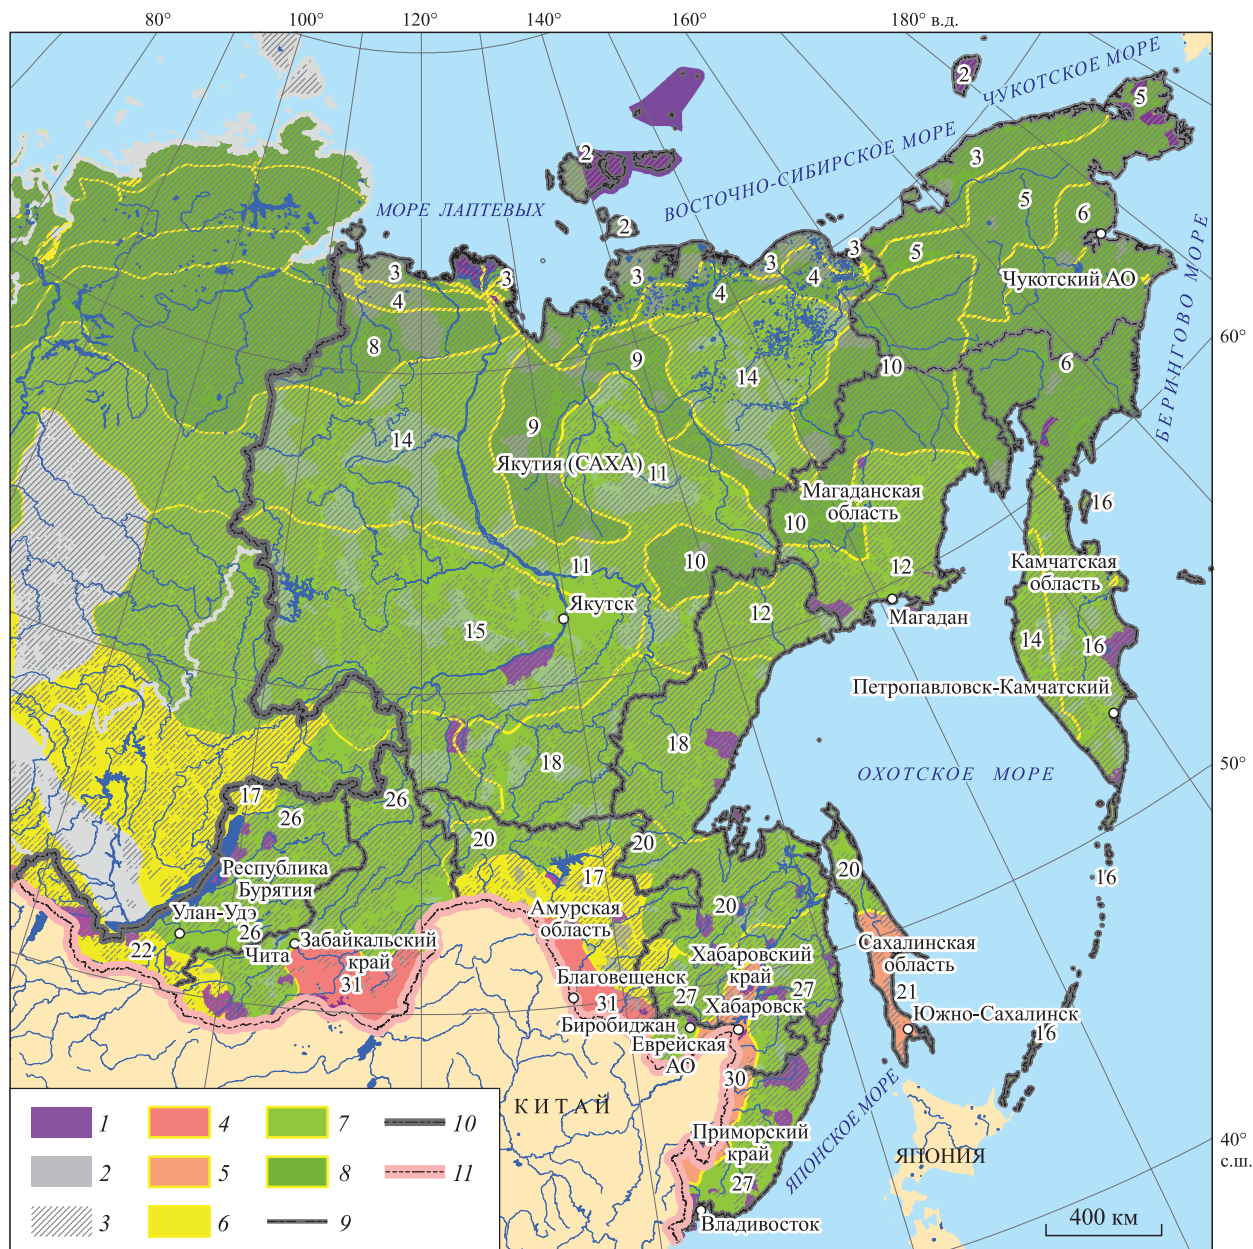 80°
100°
120°
140°
160°
180° в.д.
2
ЧУКОТСКОЕ МОРЕ
5
2
ВОСТОЧНО-СИБИРСКОЕ МОРЕ
3
МОРЕ ЛАПТЕВЫХ
2
5
6
3
3
3
3
3
5
4
4
4
Чукотский АО
БЕРИНГОВО МОРЕ
60°
8
9
10
6
14
14
9
Якутия (САХА)
11
Магаданская
область
16
10
10
11
12
Камчатская
область
12
Якутск
Магадан
15
14
16
Петропавловск-Камчатский
18
18
ОХОТСКОЕ МОРЕ
50°
17
26
26
20
20
20
Республика
Бурятия
17
16
Улан-Удэ
26
Амурская
область
20
22
Чита
Забайкальский
край
31
Хабаровский
край
Сахалинская
область
Благовещенск
31
27
27
21
Хабаровск
Южно-Сахалинск
Биробиджан
Еврейская
АО
16
30
КИТАЙ
ЯПОНСКОЕ МОРЕ
Приморский
край
27
ЯПОНИЯ
40°
с.ш.
Владивосток
400 км
1
4
7
10
2
5
8
11
3
6
9